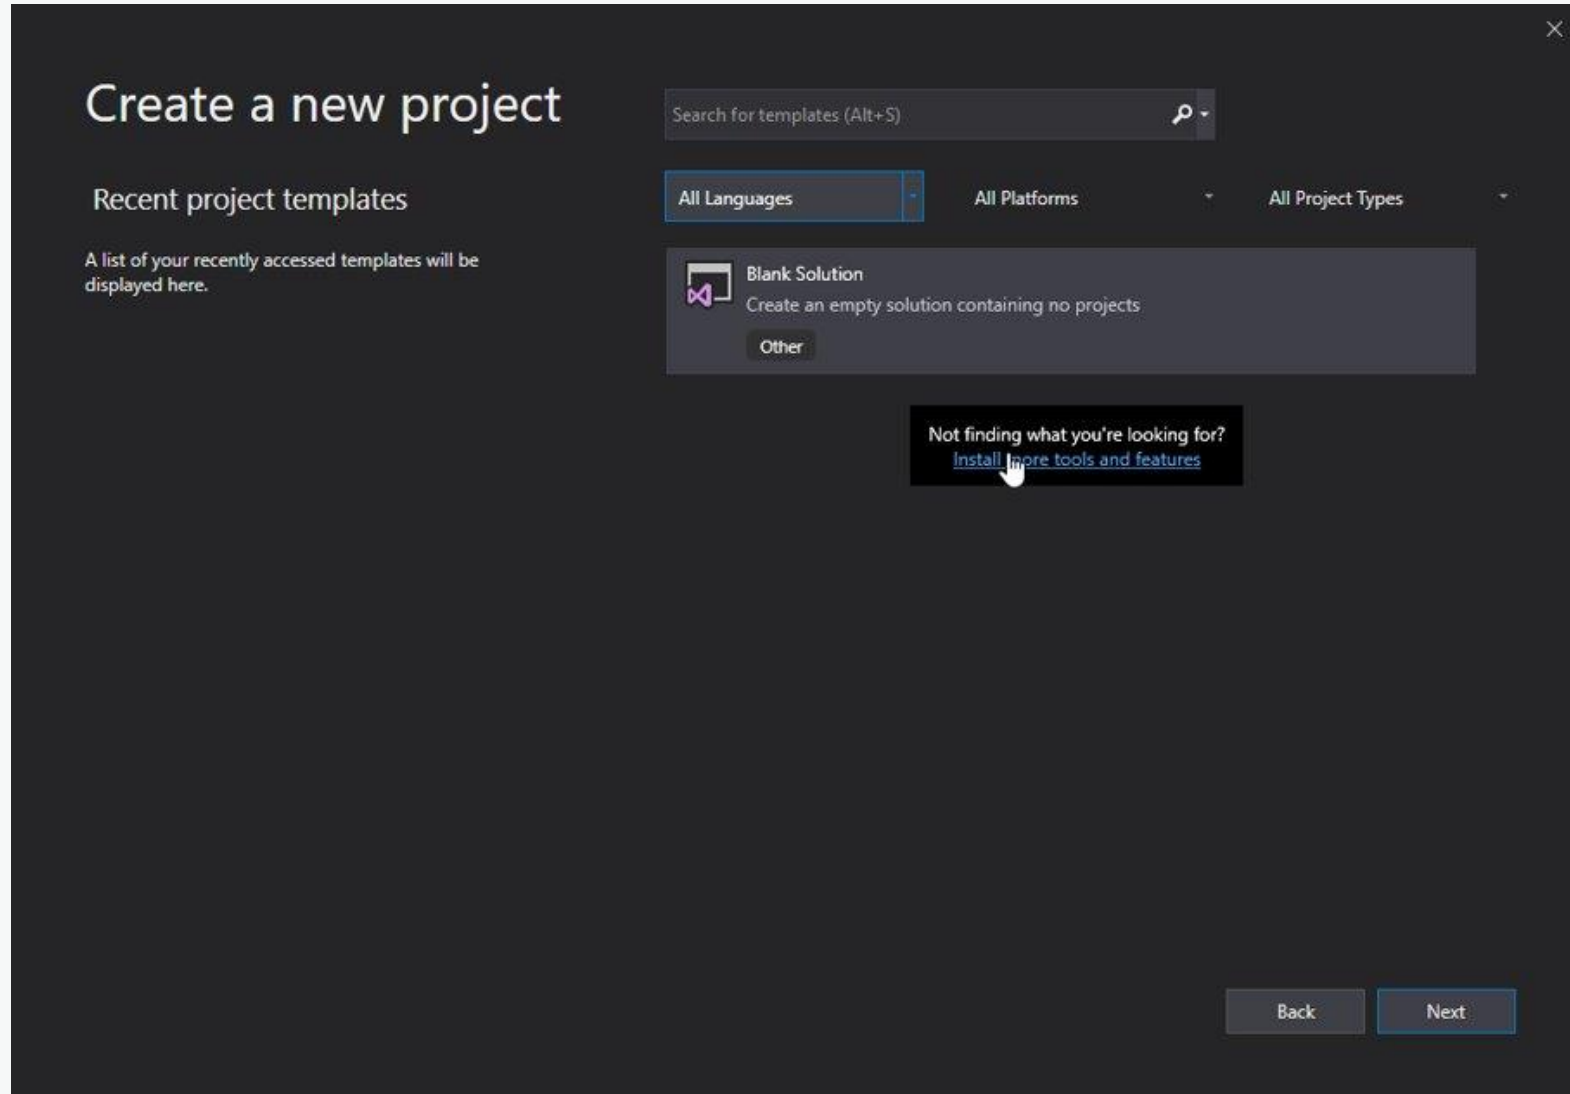 Create a new project
Search for templates (Alt+S)
Recent project templates
All Languages
All Platforms
All Project Types
A list of your recently accessed templates will be
displayed here.
Blank Solution
Create an empty solution containing no projects
Other
Not finding what you're looking for?
Install more tools and features
Back
Next